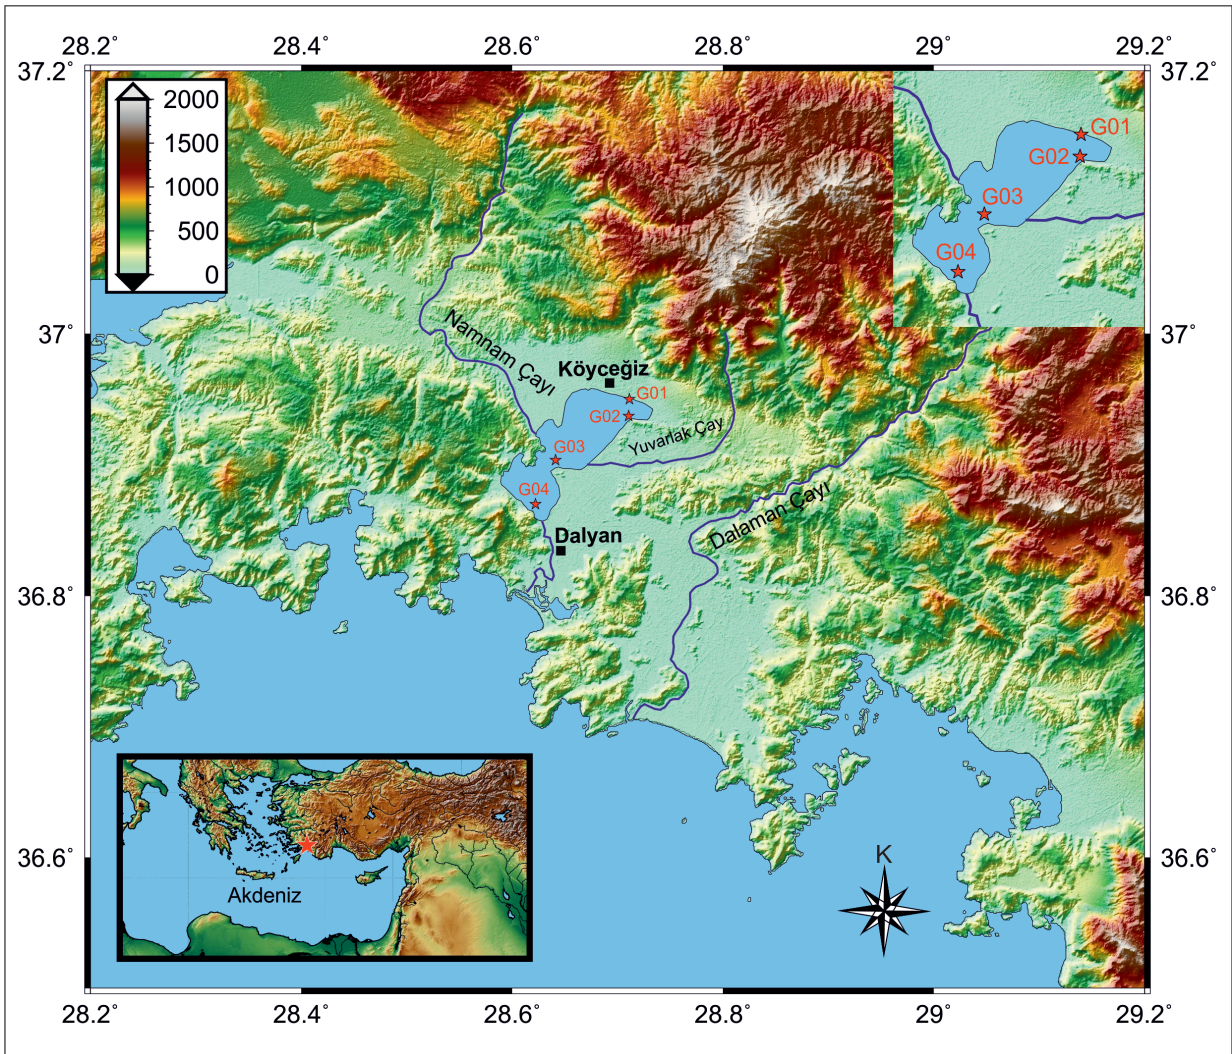 28.2° 28.4° 28.6° 28.8° 29° 29.2°
37.2° 37.2°
2000
1500
1000
500
0
G01
G02
G03
G04
37° 37°
Namnam Çayı
Köyceğiz
G01
G02
Yuvarlak Çay
G03
G04
Dalaman Çayı
Dalyan
36.8° 36.8°
K
36.6° 36.6°
Akdeniz
28.2° 28.4° 28.6° 28.8° 29° 29.2°